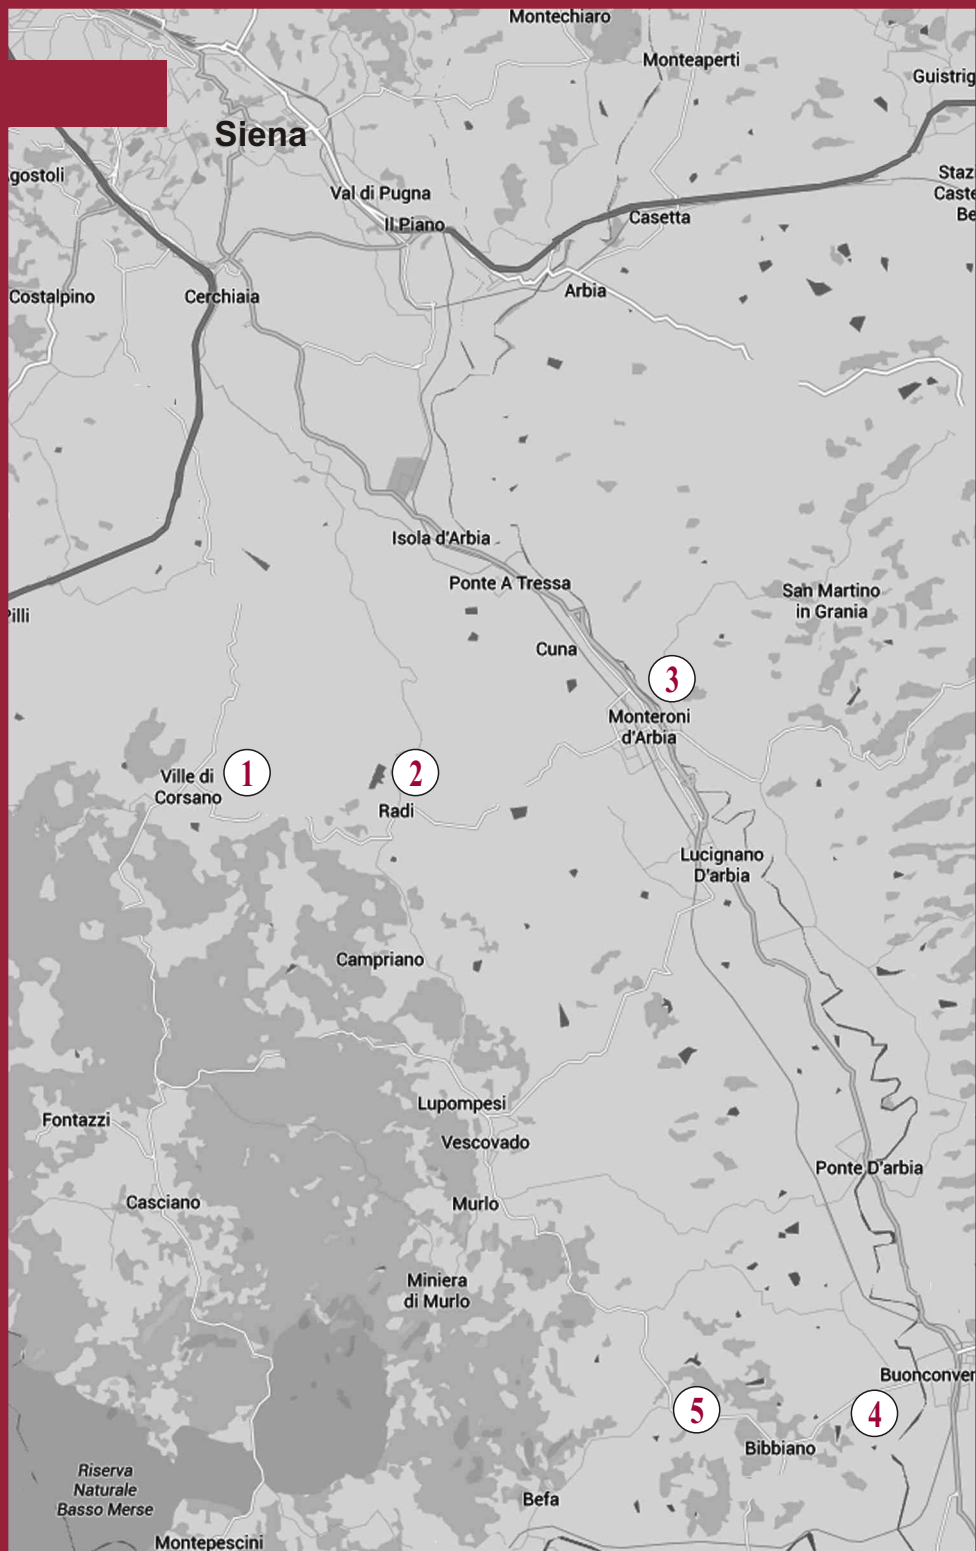 Montechiaro
Monteaperti
Guistrig
Siena
gostoli
Staz
Caste
Be
Val di Pugna
Il Piano
Casetta
Costalpino
Cerchiaia
Arbia
Isola d'Arbia
Ponte A Tressa
San Martino
in Grania
Pilli
Cuna
3
Monteroni
d'Arbia
Ville di
Corsano
1
2
Radi
Lucignano
D'arbia
Campriano
Lupompesi
Fontazzi
Vescovado
Ponte D'arbia
Casciano
Murlo
Miniera
di Murlo
Buonconver
5
4
Bibbiano
Riserva
Naturale
Basso Merse
Befa
Montepescini